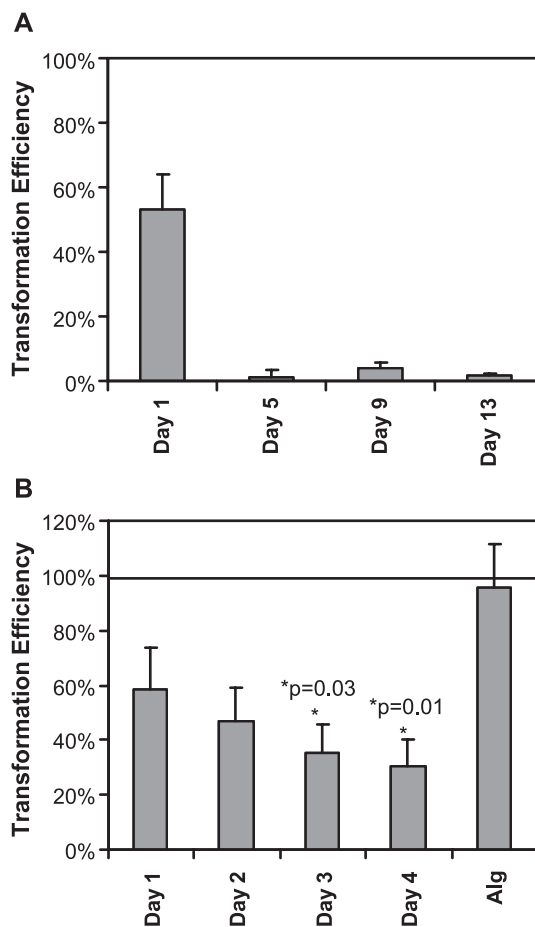 A
Transformation Efficiency
100%
80%
60%
40%
20%
0%
Day 1
Day 5
Day 9
Day 13
B
Transformation Efficiency
120%
100%
80%
60%
40%
20%
0%
*p=0.03
*
*p=0.01
*
Day 1
Day 2
Day 3
Day 4
Alg